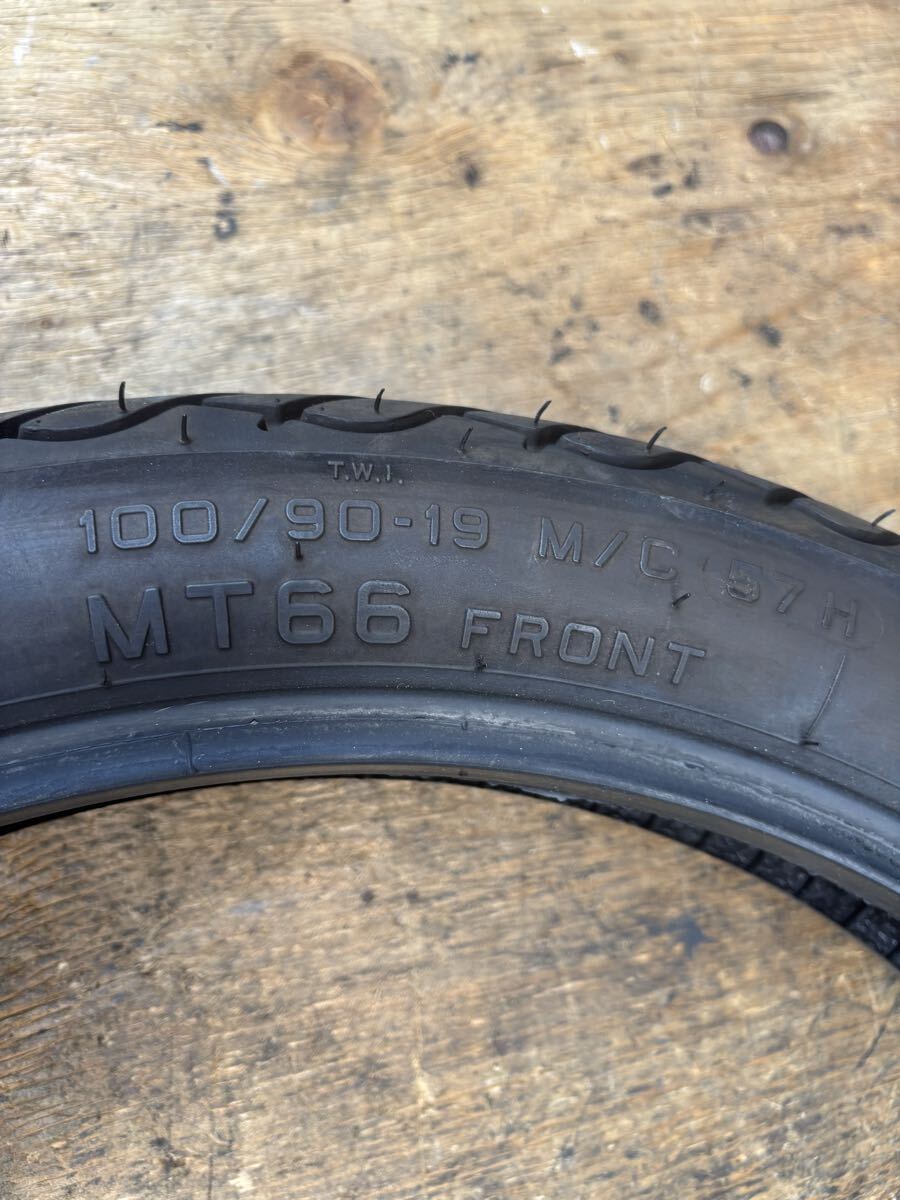 T.W.I.
100/90-19 M/C 57H
MT66 FRONT